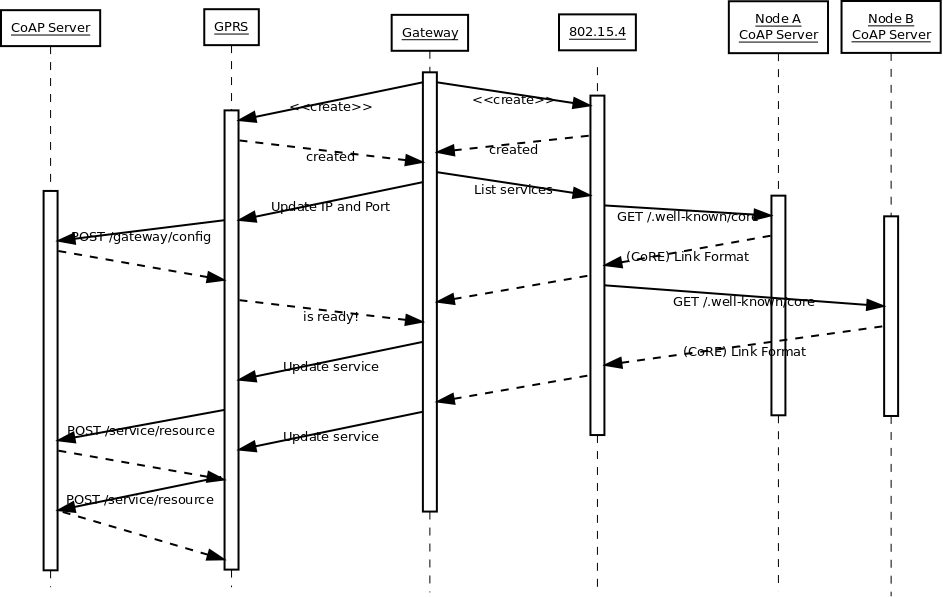 CoAP Server
GPRS
Gateway
802.15.4
Node A
CoAP Server
Node B
CoAP Server
<<create>>
<<create>>
created
created
List services
Update IP and Port
GET /.well-known/core
POST /gateway/config
(CoRE) Link Format
GET /.well-known/core
is ready!
(CoRE) Link Format
Update service
POST /service/resource
Update service
POST /service/resource